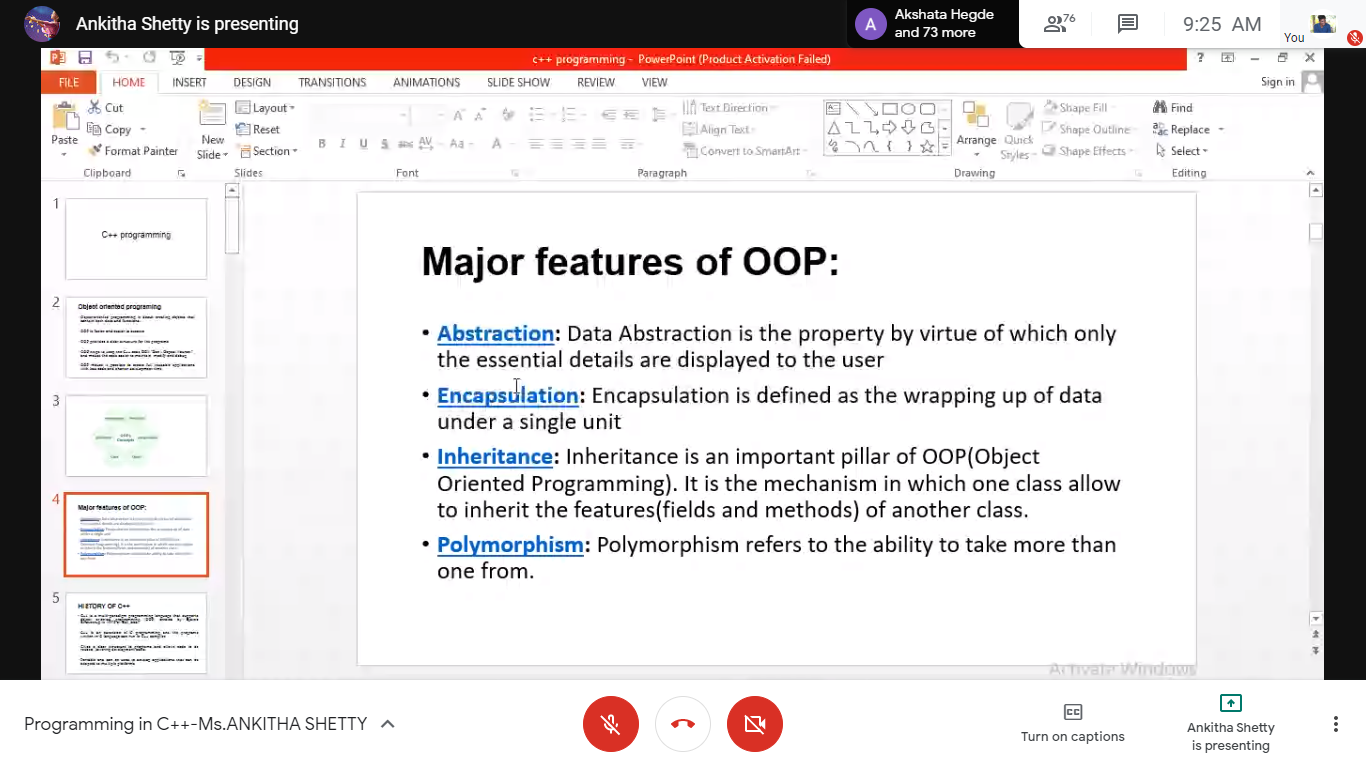 Ankitha Shetty is presenting
A
Akshata Hegde
and 73 more
76
9:25 AM
You
c++ programming - PowerPoint (Product Activation Failed)
?
FILE
HOME
INSERT
DESIGN
TRANSITIONS
ANIMATIONS
SLIDE SHOW
REVIEW
VIEW
Sign in
Paste
Cut
Copy
Format Painter
Clipboard
New
Slide
Layout
Reset
Section
Slides
B I U S abc AV Aa A
Font
Text Direction
Align Text
Convert to SmartArt
Paragraph
Arrange
Quick
Styles
Shape Fill
Shape Outline
Shape Effects
Drawing
Find
Replace
Select
Editing
1
C++ programming
2
Object oriented programing
3
4
Major features of OOP:
5
HISTORY OF C++
Major features of OOP:
• Abstraction: Data Abstraction is the property by virtue of which only
the essential details are displayed to the user
• Encapsulation: Encapsulation is defined as the wrapping up of data
under a single unit
• Inheritance: Inheritance is an important pillar of OOP(Object
Oriented Programming). It is the mechanism in which one class allow
to inherit the features(fields and methods) of another class.
• Polymorphism: Polymorphism refers to the ability to take more than
one from.
Activate Windows
Programming in C++-Ms.ANKITHA SHETTY
CC
Turn on captions
Ankitha Shetty
is presenting